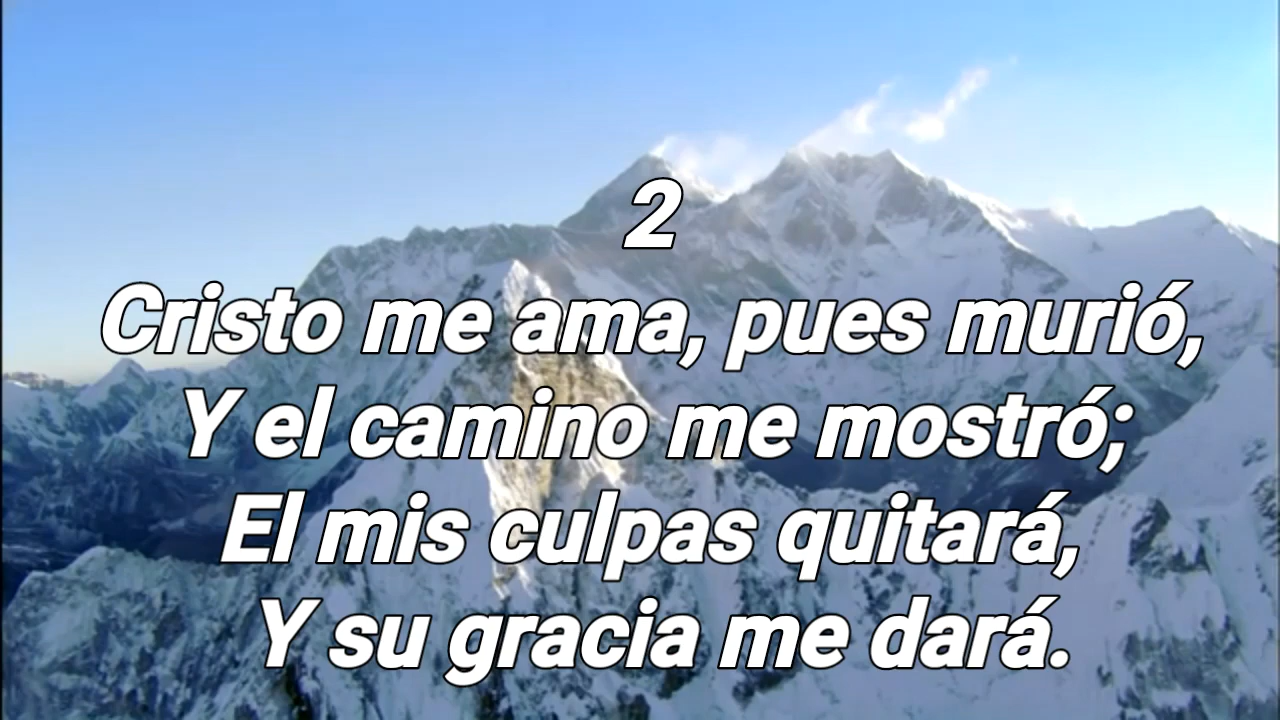 2
Cristo me ama, pues murió,
Y el camino me mostró;
El mis culpas quitará,
Y su gracia me dará.